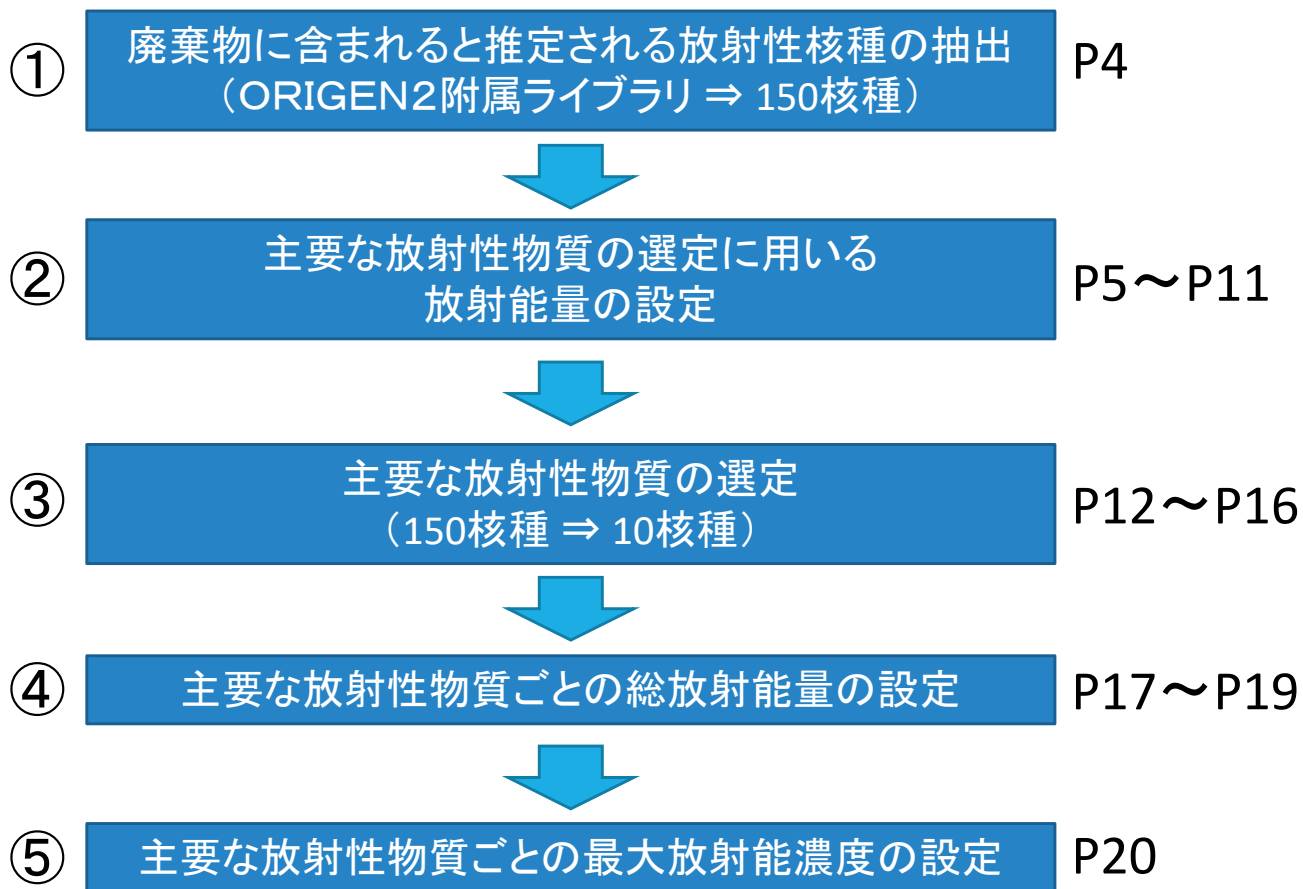 ①
廃棄物に含まれると推定される放射性核種の抽出
（ＯＲＩＧＥＮ２附属ライブラリ ⇒ 150核種）
P4
②
主要な放射性物質の選定に用いる
放射能量の設定
P5～P11
③
主要な放射性物質の選定
（150核種 ⇒ 10核種）
P12～P16
④
主要な放射性物質ごとの総放射能量の設定
P17～P19
⑤
主要な放射性物質ごとの最大放射能濃度の設定
P20